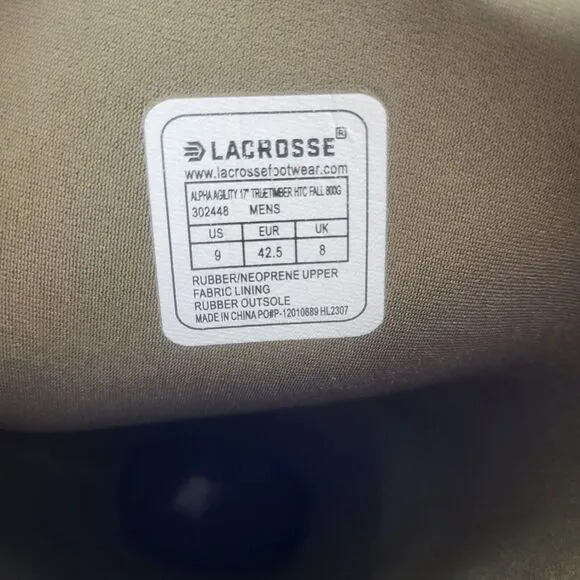 LACROSSE ®
www.lacrossefootwear.com
ALPHA AGILITY 17" TRUETIMBER HTC FALL 800G
302448 MENS
US EUR UK
9 42.5 8
RUBBER/NEOPRENE UPPER
FABRIC LINING
RUBBER OUTSOLE
MADE IN CHINA PO#P-12010889 HL2307